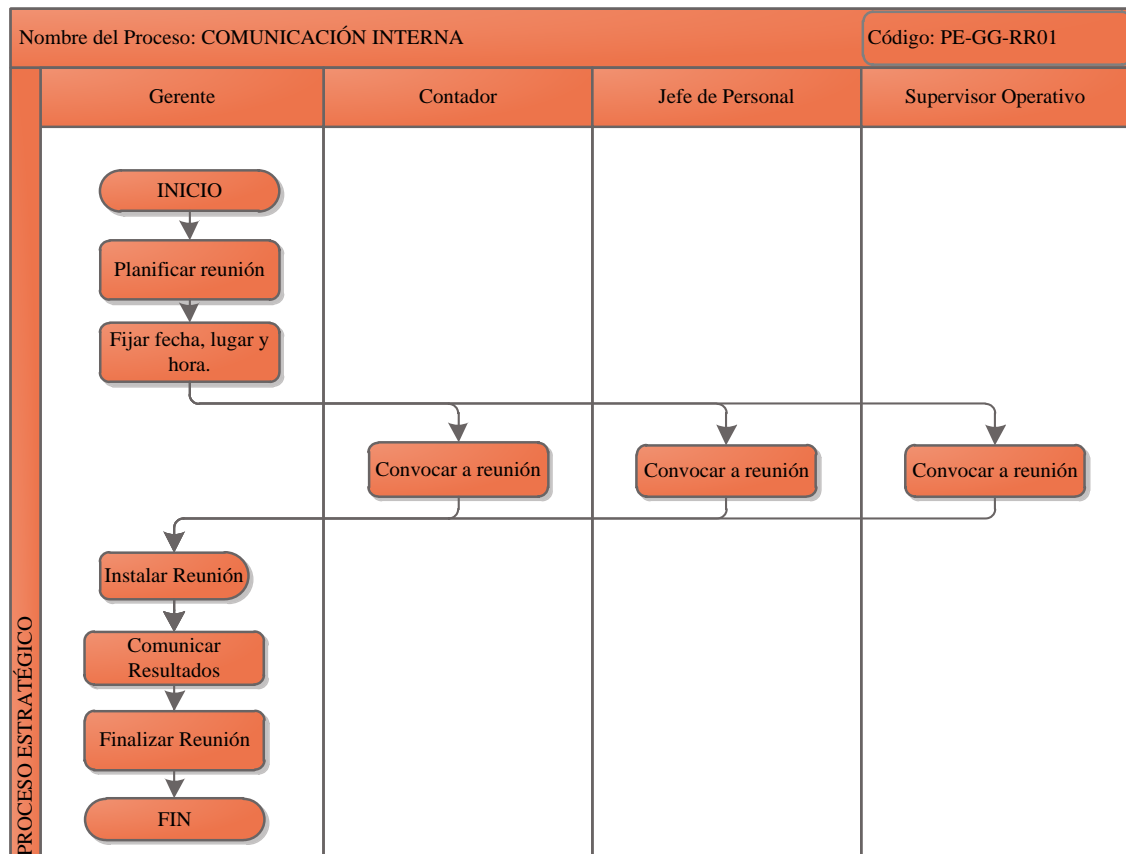 Nombre del Proceso: COMUNICACIÓN INTERNA
Código: PE-GG-RR01
PROCESO ESTRATÉGICO
Gerente
Contador
Jefe de Personal
Supervisor Operativo
INICIO
Planificar reunión
Fijar fecha, lugar y
hora.
Convocar a reunión
Convocar a reunión
Convocar a reunión
Instalar Reunión
Comunicar
Resultados
Finalizar Reunión
FIN